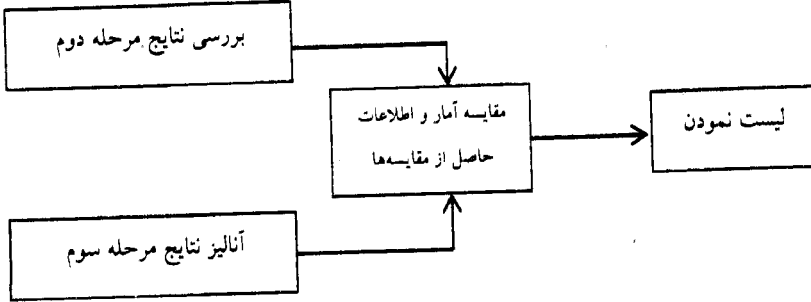 بررسی نتایج مرحله دوم
مقایسه آمار و اطلاعات
حاصل از مقایسه‌ها
لیست نمودن
آنالیز نتایج مرحله سوم